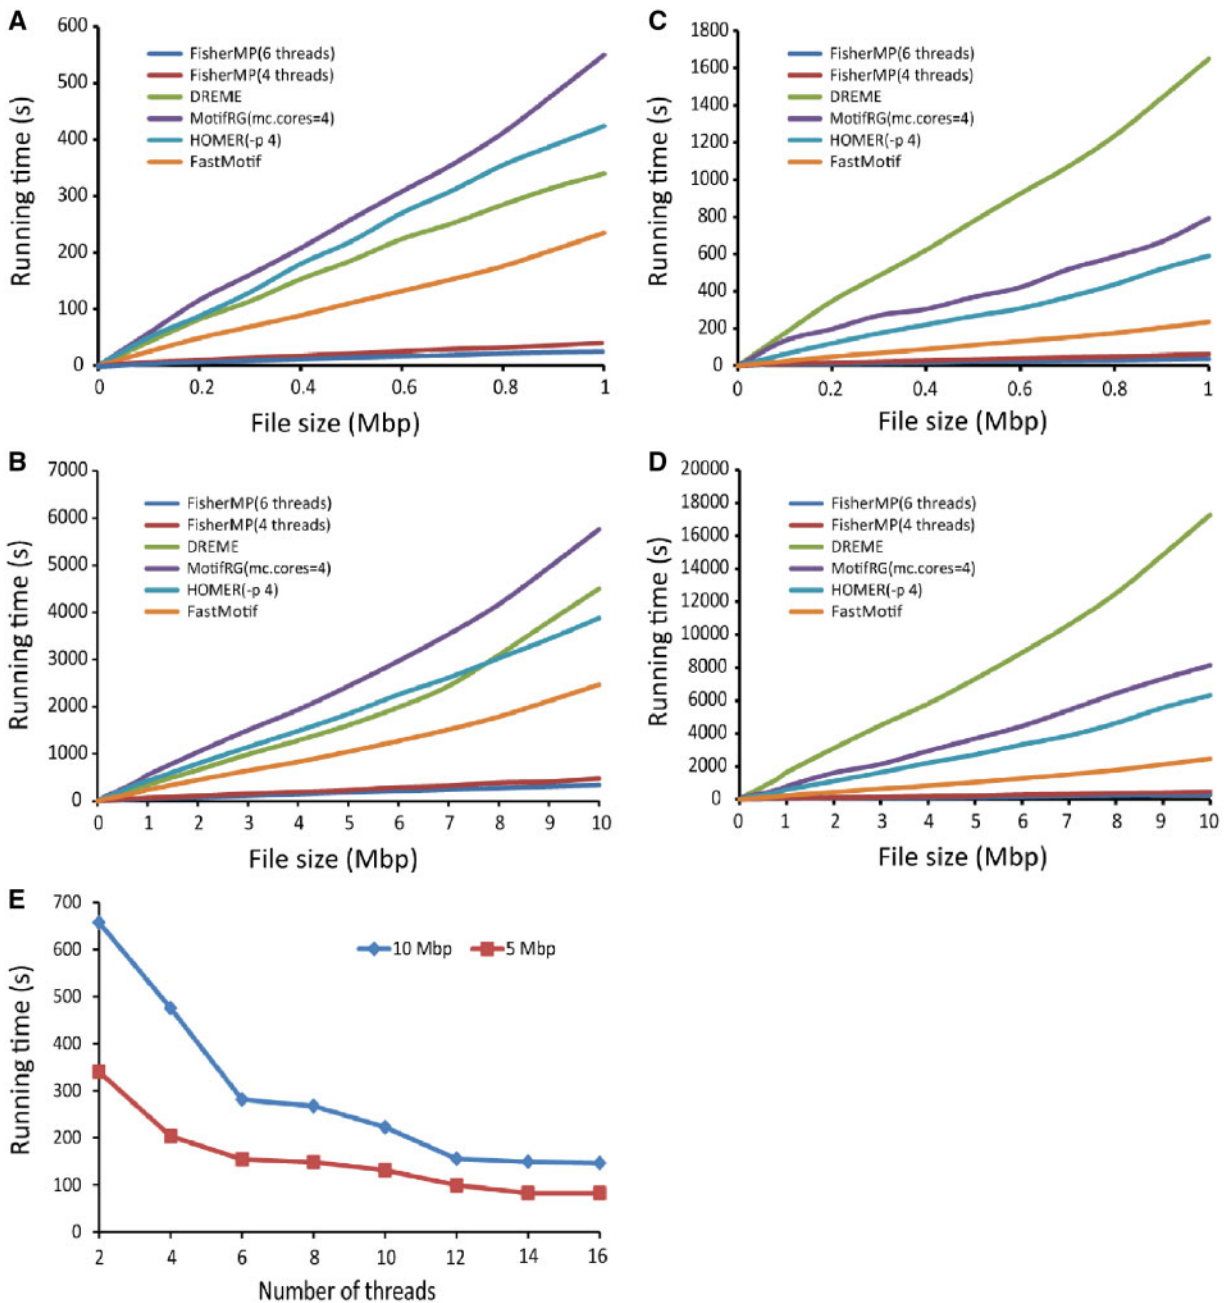 A
Running time (s)
600
500
400
300
200
100
0
FisherMP(6 threads)
FisherMP(4 threads)
DREME
MotifRG(mc.cores=4)
HOMER(-p 4)
FastMotif
0 0.2 0.4 0.6 0.8 1
File size (Mbp)
C
Running time (s)
1800
1600
1400
1200
1000
800
600
400
200
0
FisherMP(6 threads)
FisherMP(4 threads)
DREME
MotifRG(mc.cores=4)
HOMER(-p 4)
FastMotif
0 0.2 0.4 0.6 0.8 1
File size (Mbp)
B
Running time (s)
7000
6000
5000
4000
3000
2000
1000
0
FisherMP(6 threads)
FisherMP(4 threads)
DREME
MotifRG(mc.cores=4)
HOMER(-p 4)
FastMotif
0 1 2 3 4 5 6 7 8 9 10
File size (Mbp)
D
Running time (s)
20000
18000
16000
14000
12000
10000
8000
6000
4000
2000
0
FisherMP(6 threads)
FisherMP(4 threads)
DREME
MotifRG(mc.cores=4)
HOMER(-p 4)
FastMotif
0 1 2 3 4 5 6 7 8 9 10
File size (Mbp)
E
Running time (s)
700
600
500
400
300
200
100
0
10 Mbp 5 Mbp
2 4 6 8 10 12 14 16
Number of threads